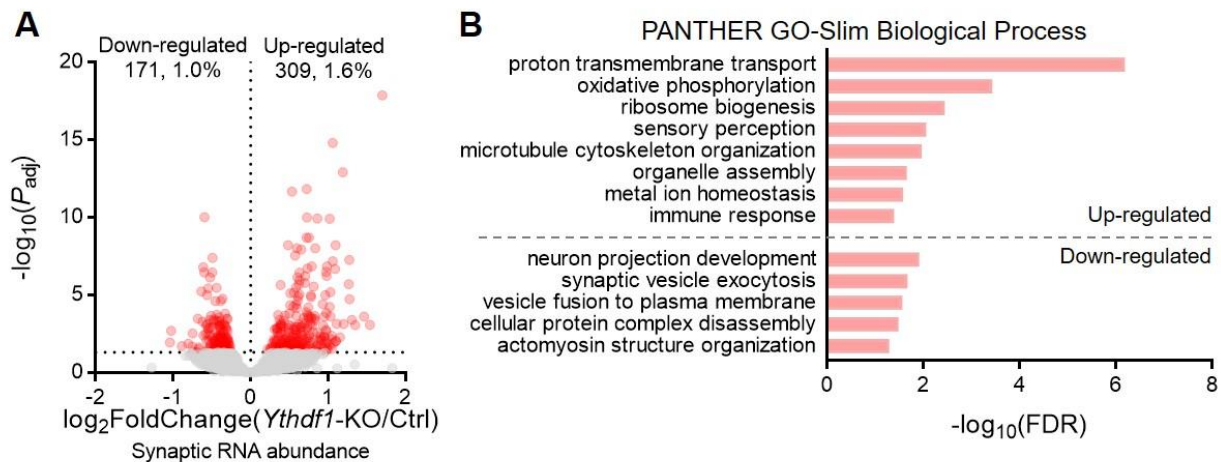 A
Down-regulated
171, 1.0%
Up-regulated
309, 1.6%
20
15
10
5
0
-log10(Padj)
-2
-1
0
1
2
log2FoldChange(Ythdf1-KO/Ctrl)
Synaptic RNA abundance
B
PANTHER GO-Slim Biological Process
proton transmembrane transport
oxidative phosphorylation
ribosome biogenesis
sensory perception
microtubule cytoskeleton organization
organelle assembly
metal ion homeostasis
immune response
Up-regulated
Down-regulated
neuron projection development
synaptic vesicle exocytosis
vesicle fusion to plasma membrane
cellular protein complex disassembly
actomyosin structure organization
0
2
4
6
8
-log10(FDR)